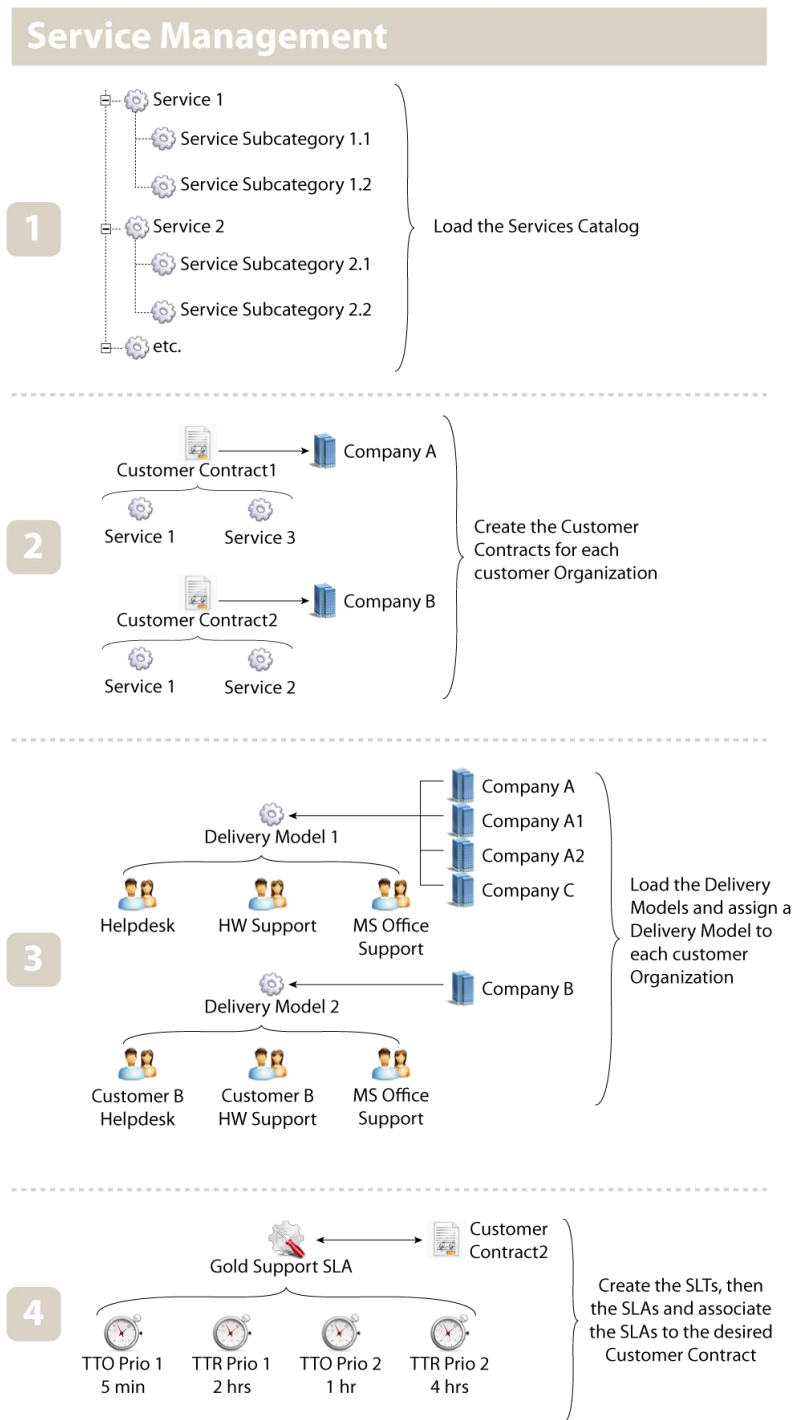 Service Management
1
Service 1
Service Subcategory 1.1
Service Subcategory 1.2
Service 2
Service Subcategory 2.1
Service Subcategory 2.2
etc.
Load the Services Catalog
2
Customer Contract1
Company A
Service 1
Service 3
Customer Contract2
Company B
Service 1
Service 2
Create the Customer
Contracts for each
customer Organization
3
Delivery Model 1
Company A
Company A1
Company A2
Company C
Helpdesk
HW Support
MS Office
Support
Delivery Model 2
Company B
Customer B
Helpdesk
Customer B
HW Support
MS Office
Support
Load the Delivery
Models and assign a
Delivery Model to
each customer
Organization
4
Gold Support SLA
Customer
Contract2
TTO Prio 1
5 min
TTR Prio 1
2 hrs
TTO Prio 2
1 hr
TTR Prio 2
4 hrs
Create the SLTs, then
the SLAs and associate
the SLAs to the desired
Customer Contract